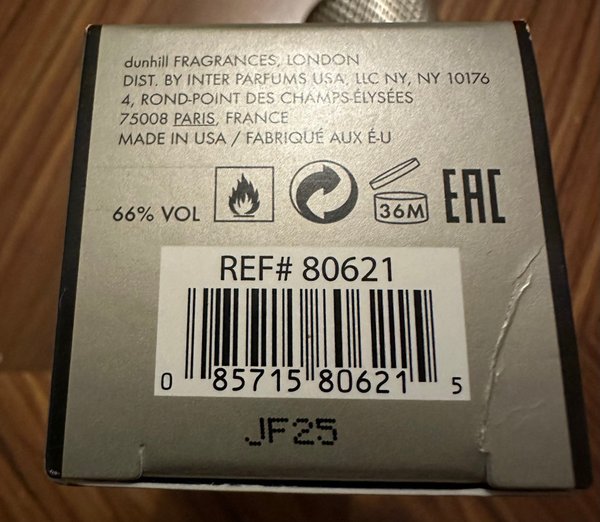 dunhill FRAGRANCES, LONDON
DIST. BY INTER PARFUMS USA, LLC NY, NY 10176
4, ROND-POINT DES CHAMPS-ÉLYSÉES
75008 PARIS, FRANCE
MADE IN USA / FABRIQUÉ AUX É-U
66% VOL 36M EAC
REF# 80621
0 85715 80621 5
JF25